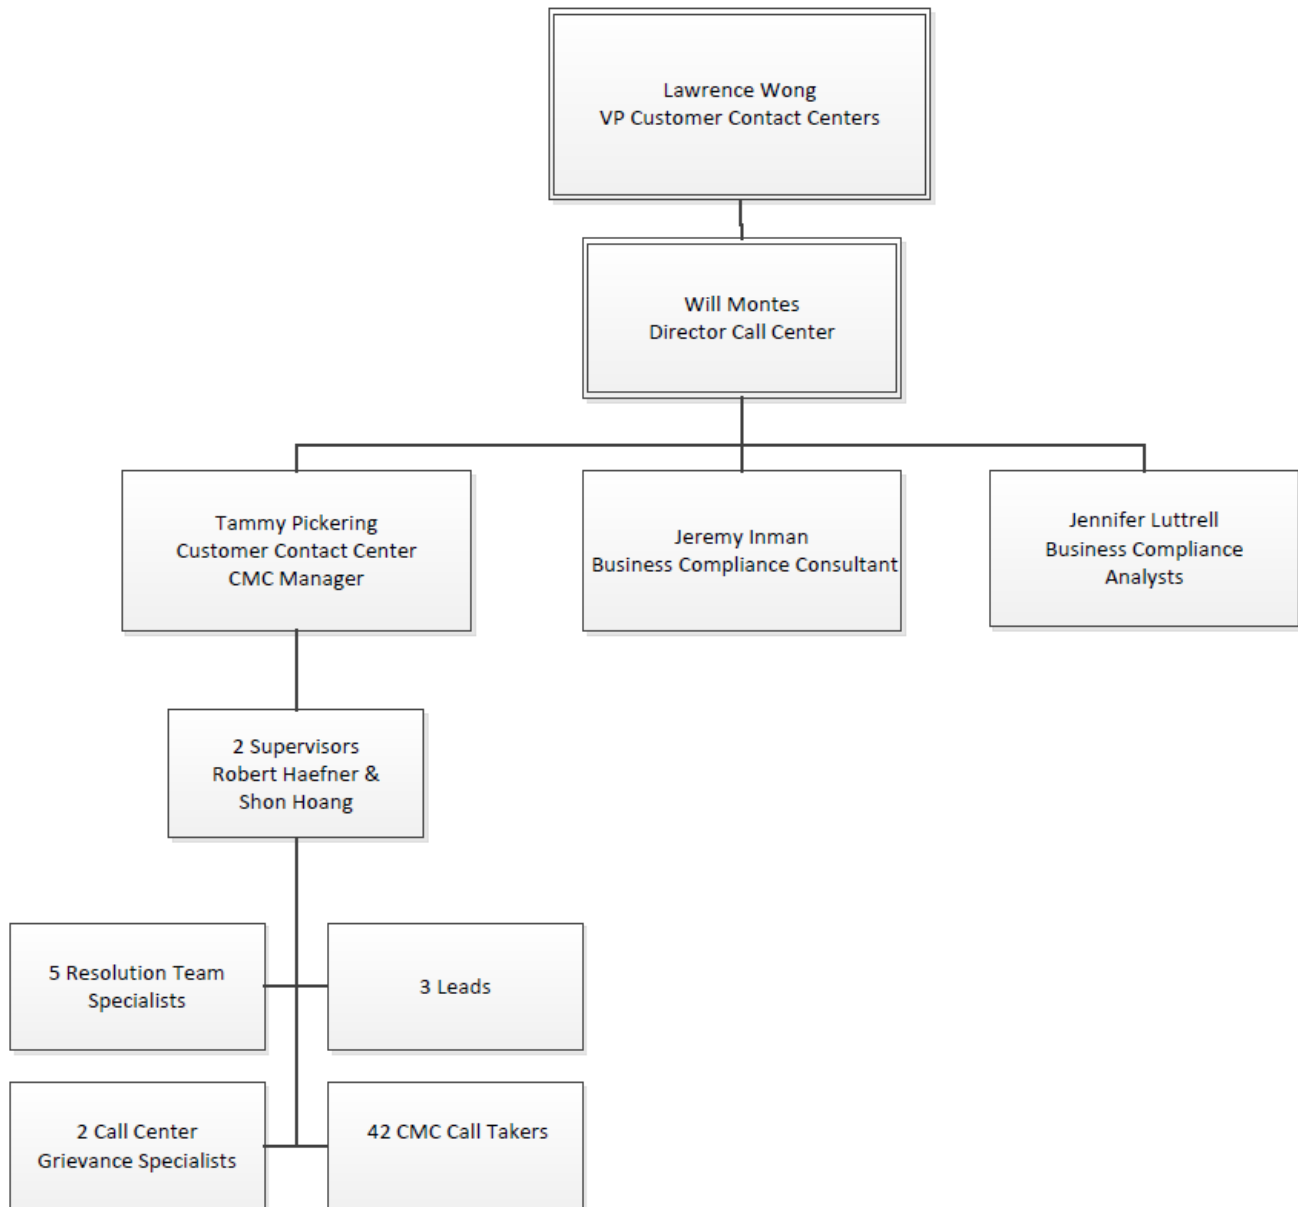 Lawrence Wong
VP Customer Contact Centers
Will Montes
Director Call Center
Tammy Pickering
Customer Contact Center
CMC Manager
Jeremy Inman
Business Compliance Consultant
Jennifer Luttrell
Business Compliance
Analysts
2 Supervisors
Robert Haefner &
Shon Hoang
5 Resolution Team
Specialists
3 Leads
2 Call Center
Grievance Specialists
42 CMC Call Takers